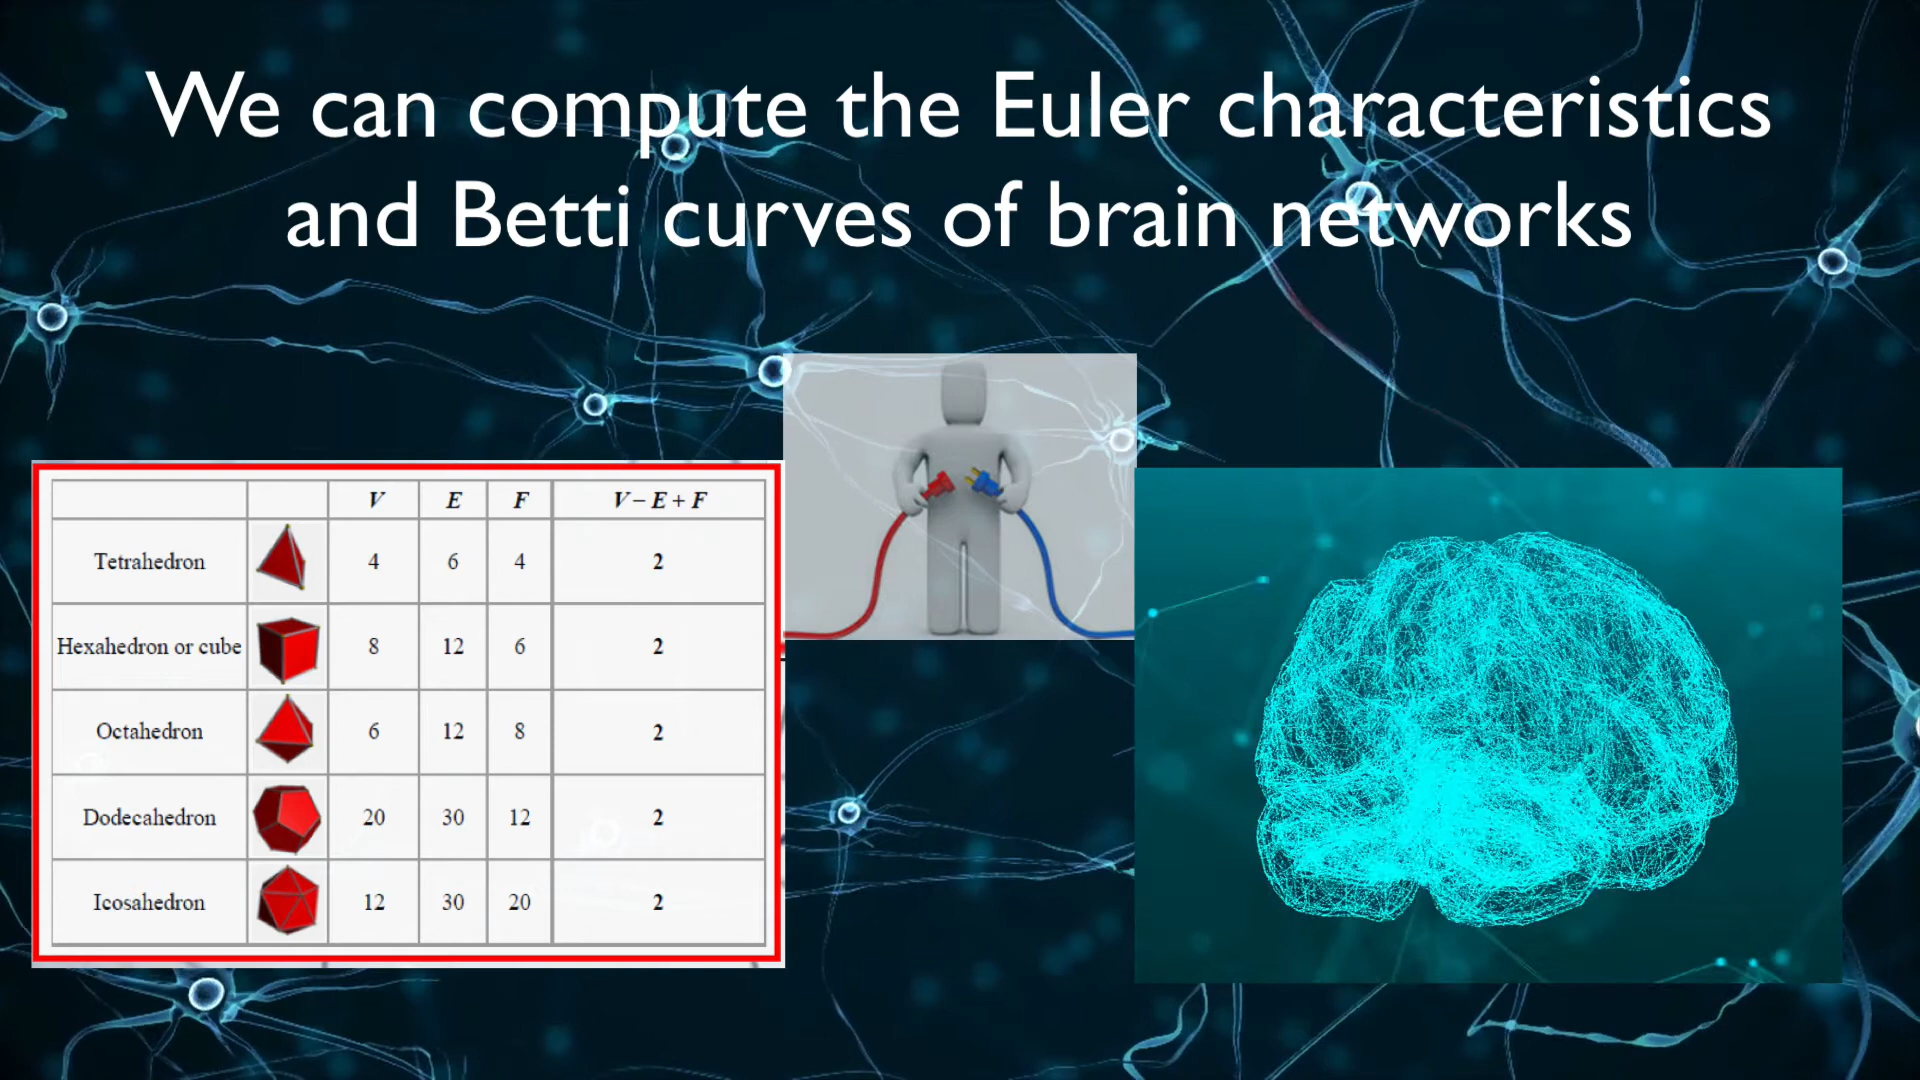 We can compute the Euler characteristics
and Betti curves of brain networks
V E F V − E + F
Tetrahedron 4 6 4 2
Hexahedron or cube 8 12 6 2
Octahedron 6 12 8 2
Dodecahedron 20 30 12 2
Icosahedron 12 30 20 2